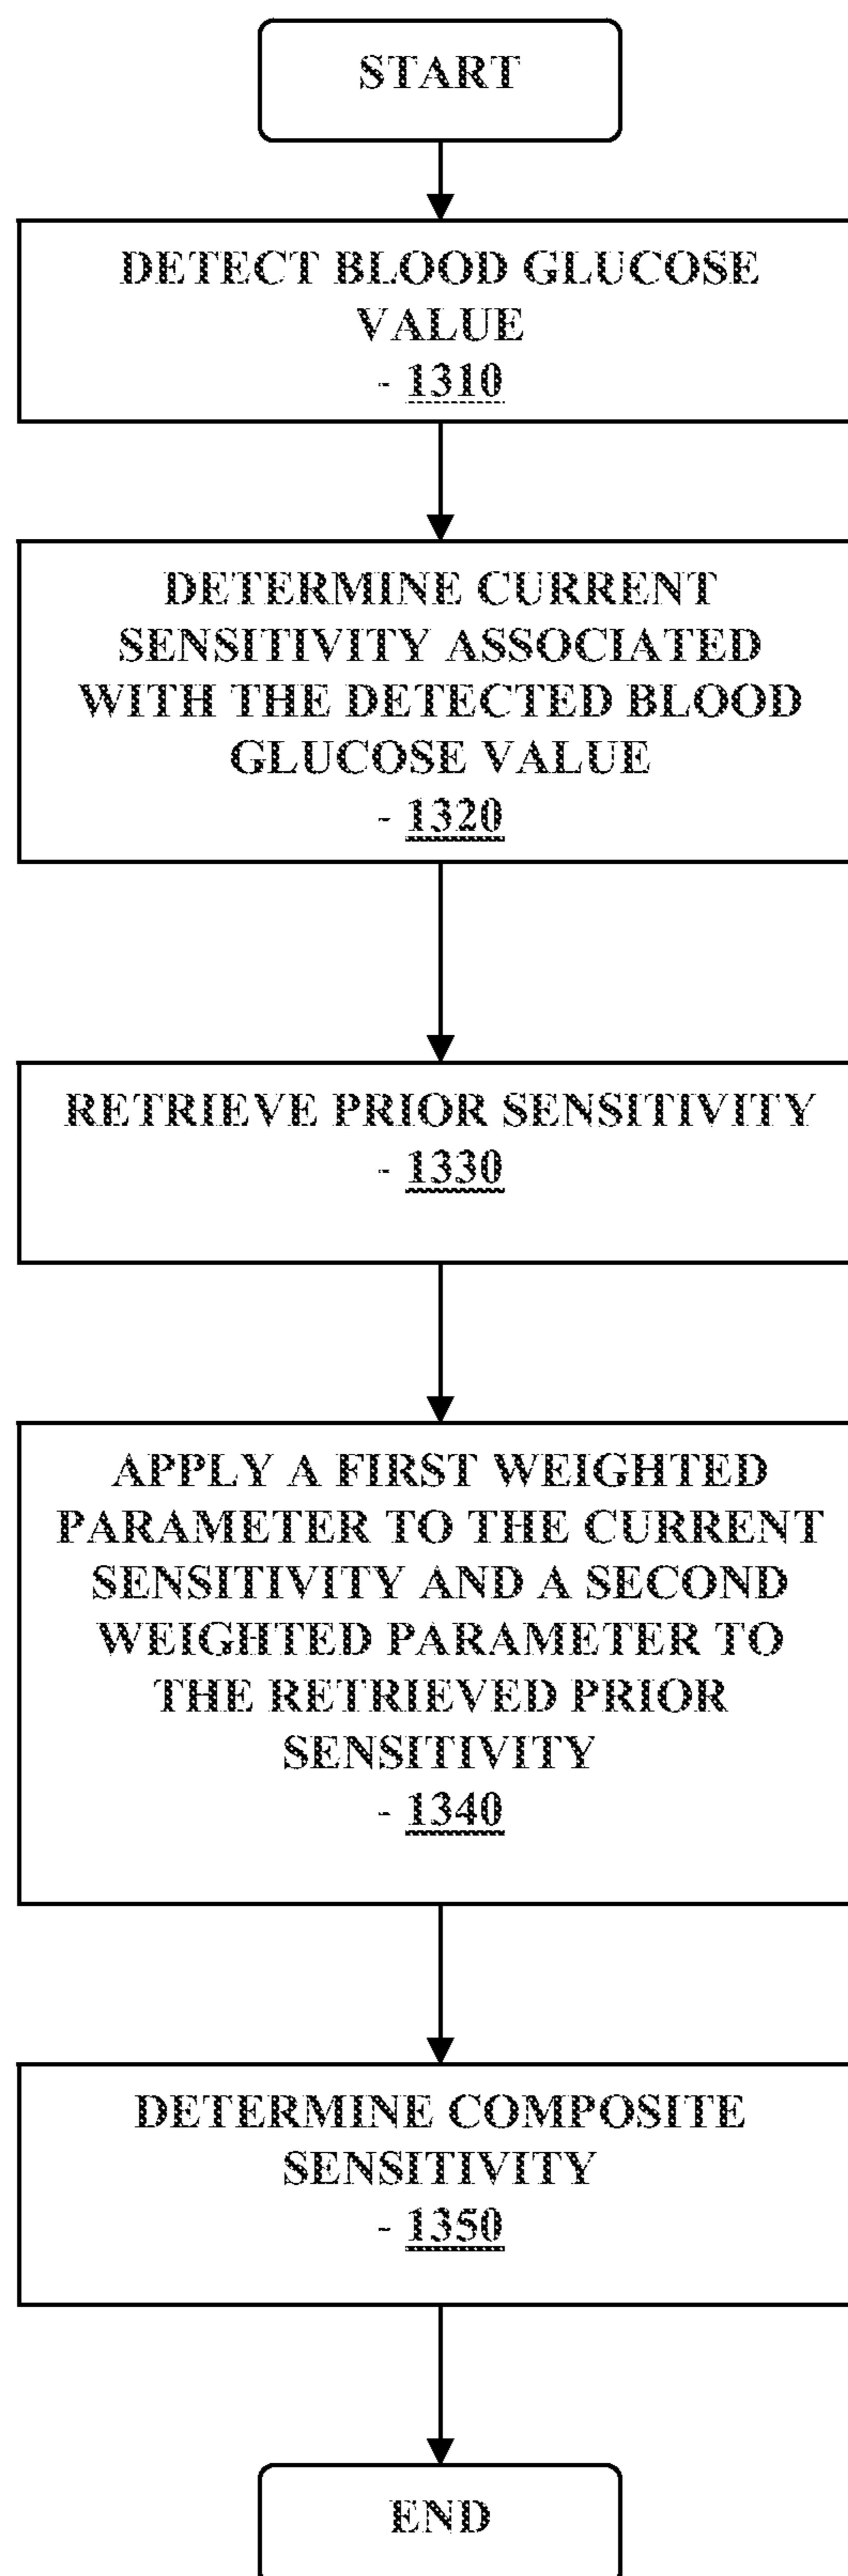 START
DETECT BLOOD GLUCOSE
VALUE
- 1310
DETERMINE CURRENT
SENSITIVITY ASSOCIATED
WITH THE DETECTED BLOOD
GLUCOSE VALUE
- 1320
RETRIEVE PRIOR SENSITIVITY
- 1330
APPLY A FIRST WEIGHTED
PARAMETER TO THE CURRENT
SENSITIVITY AND A SECOND
WEIGHTED PARAMETER TO
THE RETRIEVED PRIOR
SENSITIVITY
- 1340
DETERMINE COMPOSITE
SENSITIVITY
- 1350
END